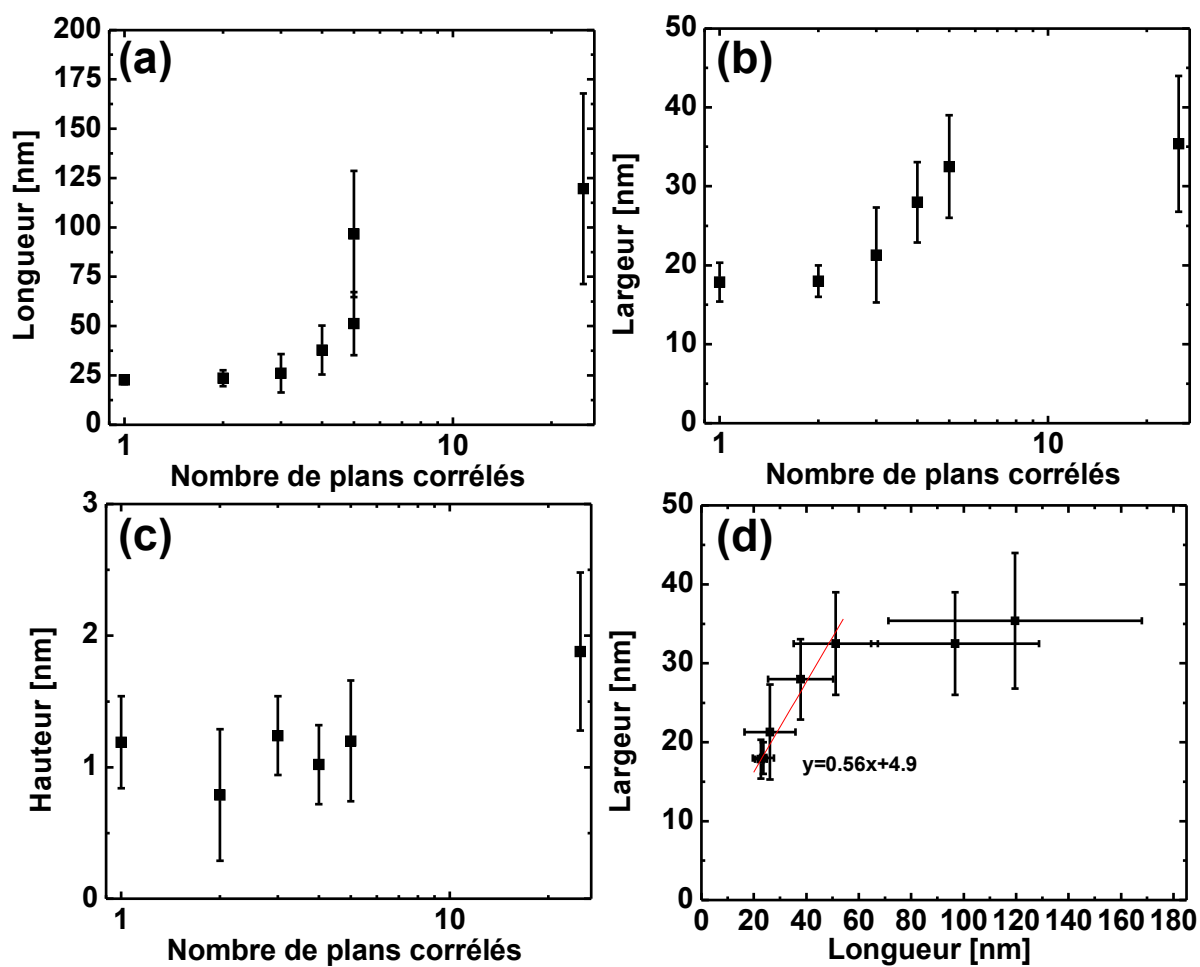 (a)
200
175
150
125
100
75
50
25
0
Longueur [nm]
1 10
Nombre de plans corrélés
(b)
50
40
30
20
10
0
Largeur [nm]
1 10
Nombre de plans corrélés
(c)
3
2
1
0
Hauteur [nm]
1 10
Nombre de plans corrélés
(d)
50
40
30
20
10
0
Largeur [nm]
y=0.56x+4.9
0 20 40 60 80 100 120 140 160 180
Longueur [nm]